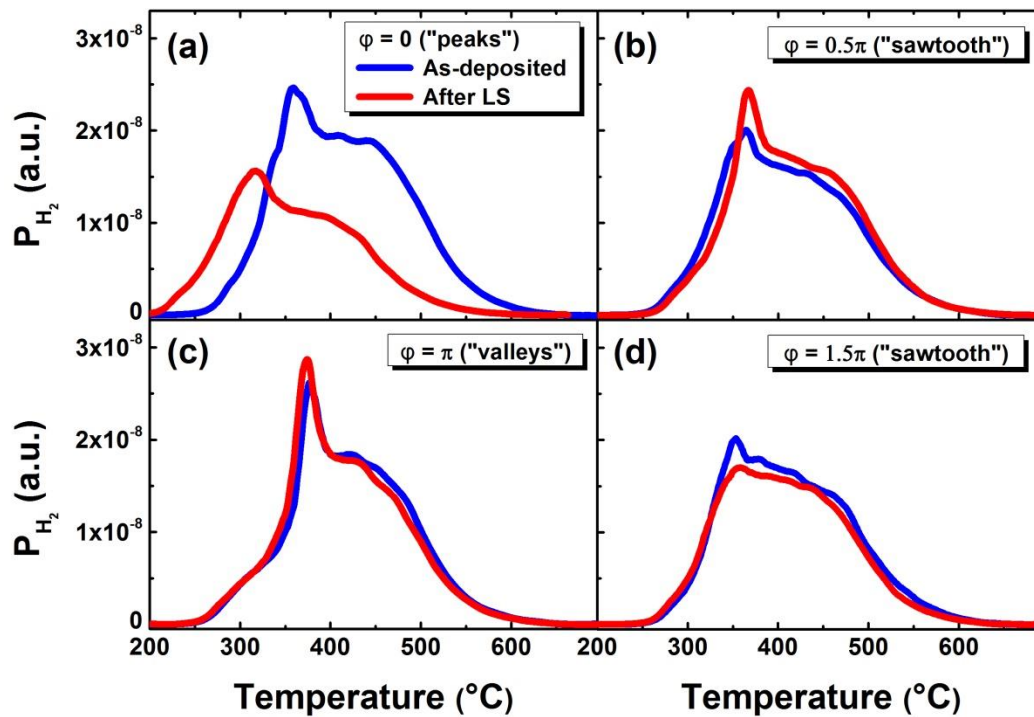 (a)
φ = 0 ("peaks")
As-deposited
After LS
(b)
φ = 0.5π ("sawtooth")
(c)
φ = π ("valleys")
(d)
φ = 1.5π ("sawtooth")
3x10⁻⁸
2x10⁻⁸
1x10⁻⁸
0
P_H₂ (a.u.)
3x10⁻⁸
2x10⁻⁸
1x10⁻⁸
0
P_H₂ (a.u.)
200 300 400 500 600
200 300 400 500 600
Temperature (°C)
Temperature (°C)